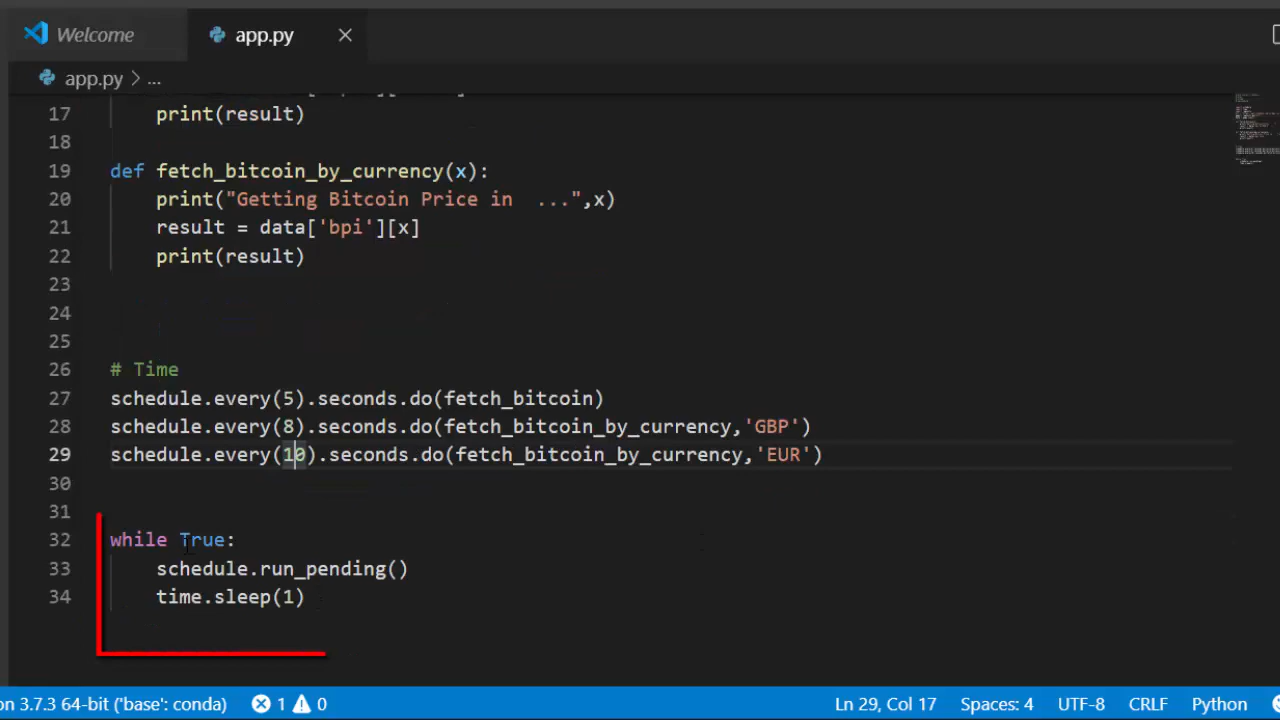 Welcome
app.py
app.py > ...
17 print(result)
18
19 def fetch_bitcoin_by_currency(x):
20 print("Getting Bitcoin Price in  ...",x)
21 result = data['bpi'][x]
22 print(result)
23
24
25
26 # Time
27 schedule.every(5).seconds.do(fetch_bitcoin)
28 schedule.every(8).seconds.do(fetch_bitcoin_by_currency,'GBP')
29 schedule.every(10).seconds.do(fetch_bitcoin_by_currency,'EUR')
30
31
32 while True:
33 schedule.run_pending()
34 time.sleep(1)
on 3.7.3 64-bit ('base': conda) 1 0 Ln 29, Col 17 Spaces: 4 UTF-8 CRLF Python